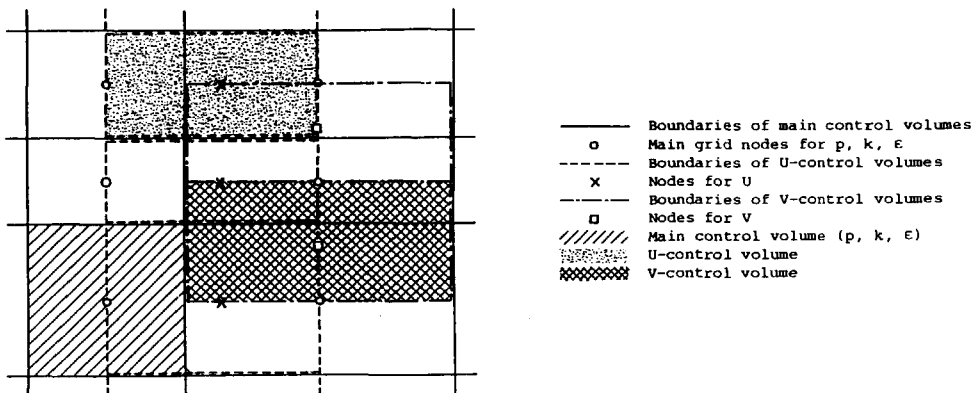 Boundaries of main control volumes
Main grid nodes for p, k, ε
Boundaries of U-control volumes
Nodes for U
Boundaries of V-control volumes
Nodes for V
Main control volume (p, k, ε)
U-control volume
V-control volume